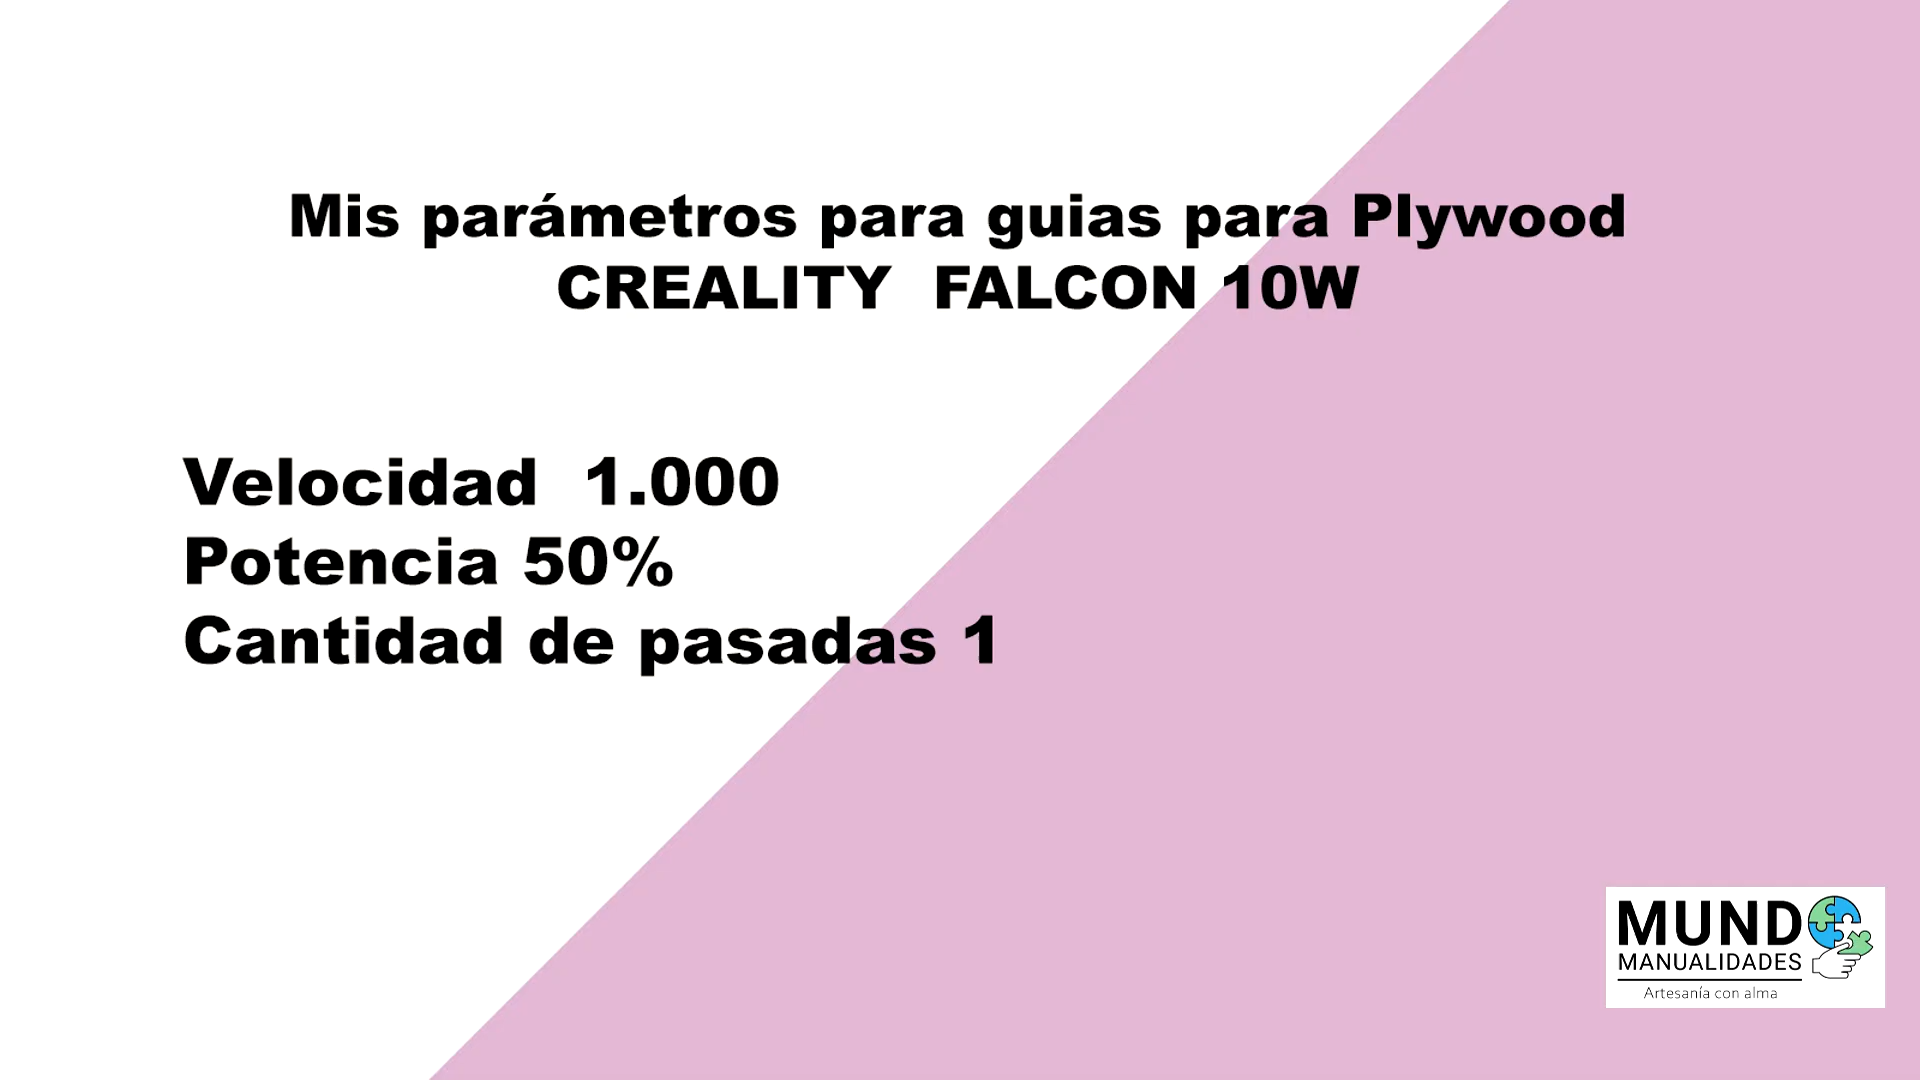 Mis parámetros para guias para Plywood
CREALITY FALCON 10W
Velocidad 1.000
Potencia 50%
Cantidad de pasadas 1
MUNDO
MANUALIDADES
Artesanía con alma